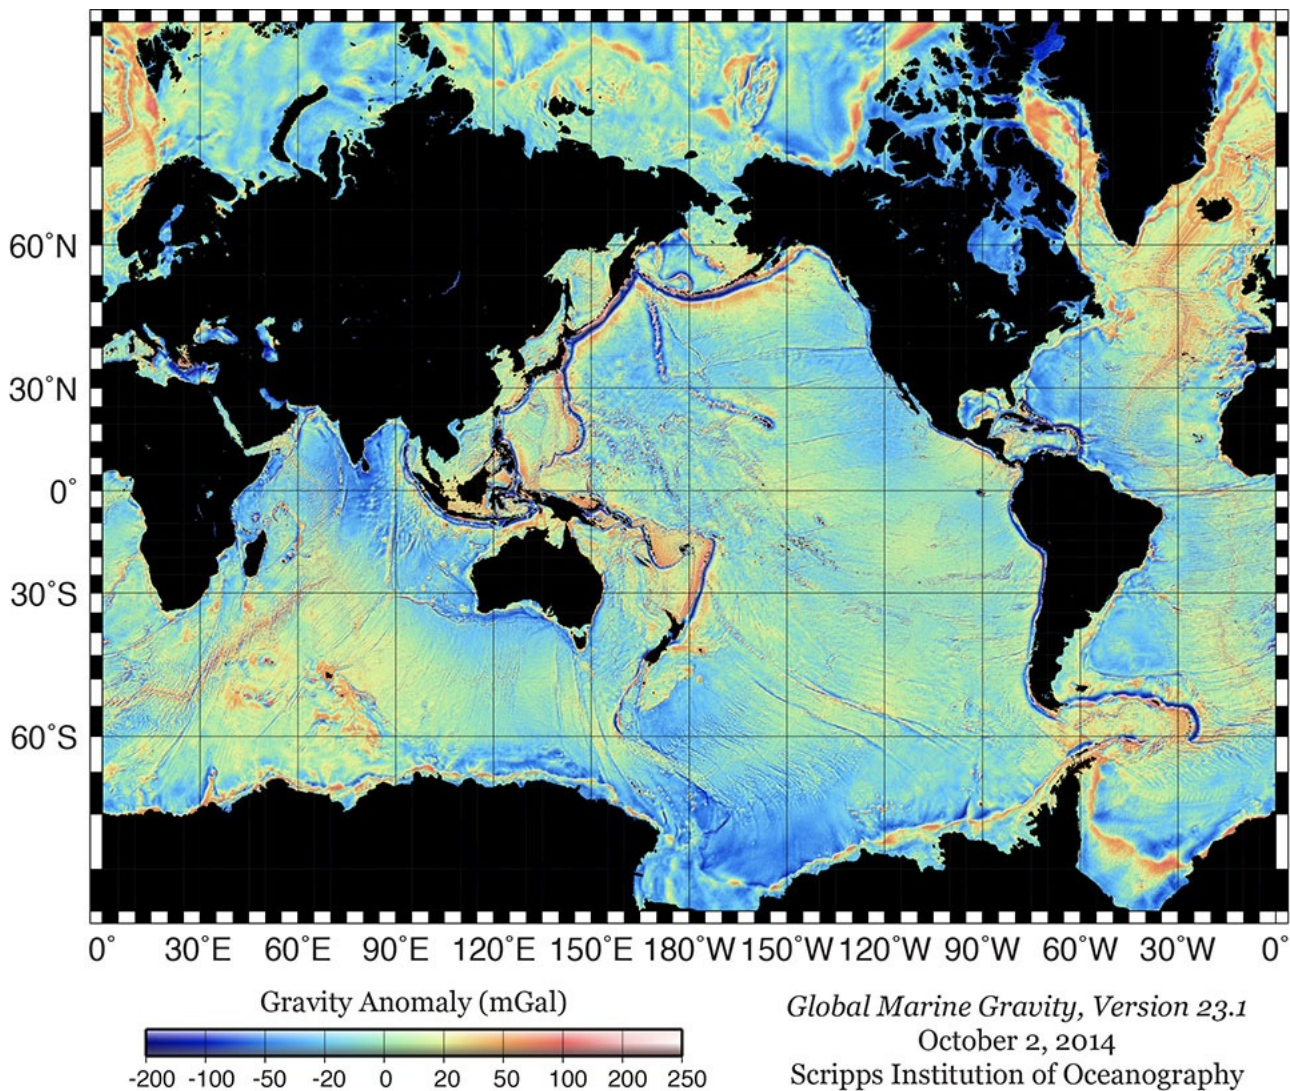 60°N
30°N
0°
30°S
60°S
0° 30°E 60°E 90°E 120°E 150°E 180°W 150°W 120°W 90°W 60°W 30°W 0°
Gravity Anomaly (mGal)
-200 -100 -50 -20 0 20 50 100 200 250
Global Marine Gravity, Version 23.1
October 2, 2014
Scripps Institution of Oceanography